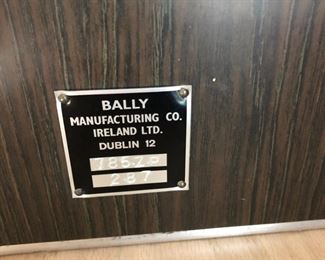 BALLY
MANUFACTURING CO.
IRELAND LTD.
DUBLIN 12
287